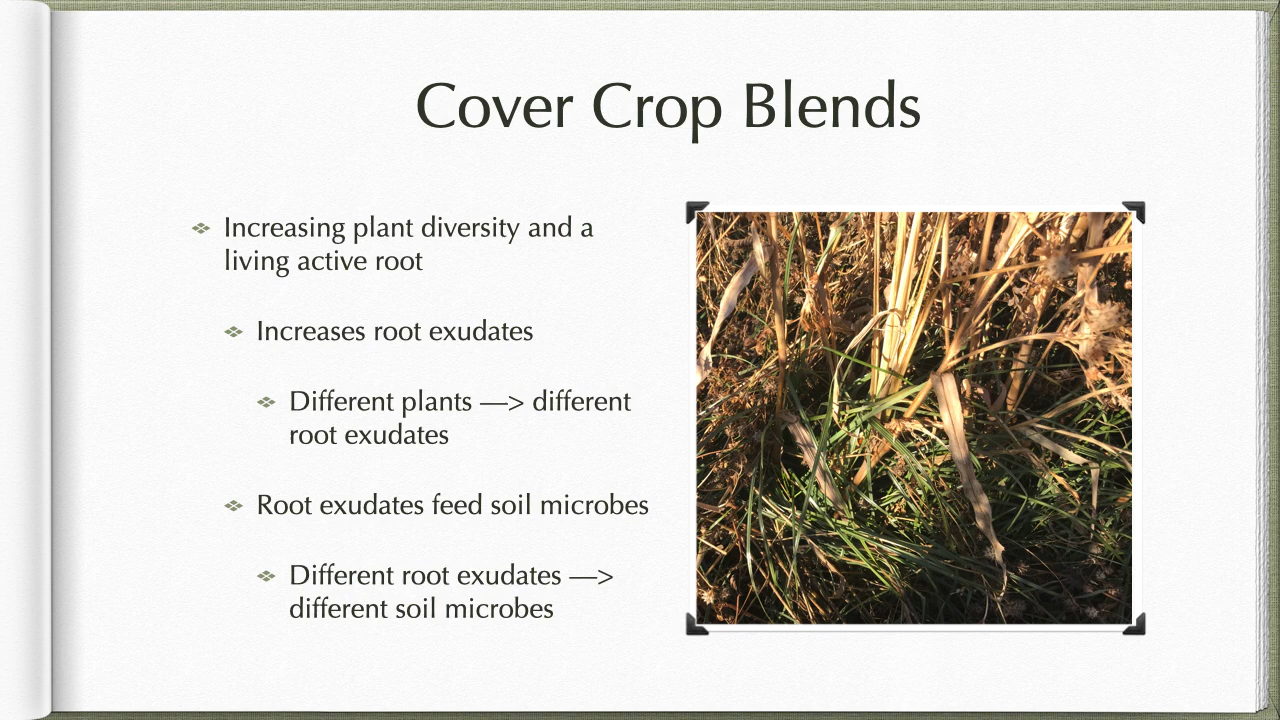 Cover Crop Blends
Increasing plant diversity and a
living active root
Increases root exudates
Different plants —> different
root exudates
Root exudates feed soil microbes
Different root exudates —>
different soil microbes